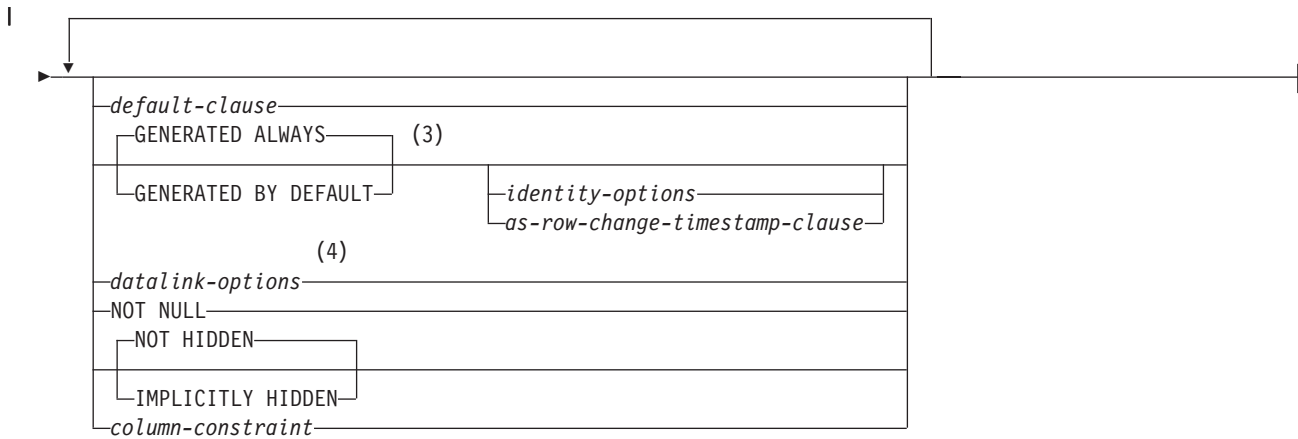 default-clause
GENERATED ALWAYS (3)
GENERATED BY DEFAULT
identity-options
as-row-change-timestamp-clause
(4)
datalink-options
NOT NULL
NOT HIDDEN
IMPLICITLY HIDDEN
column-constraint